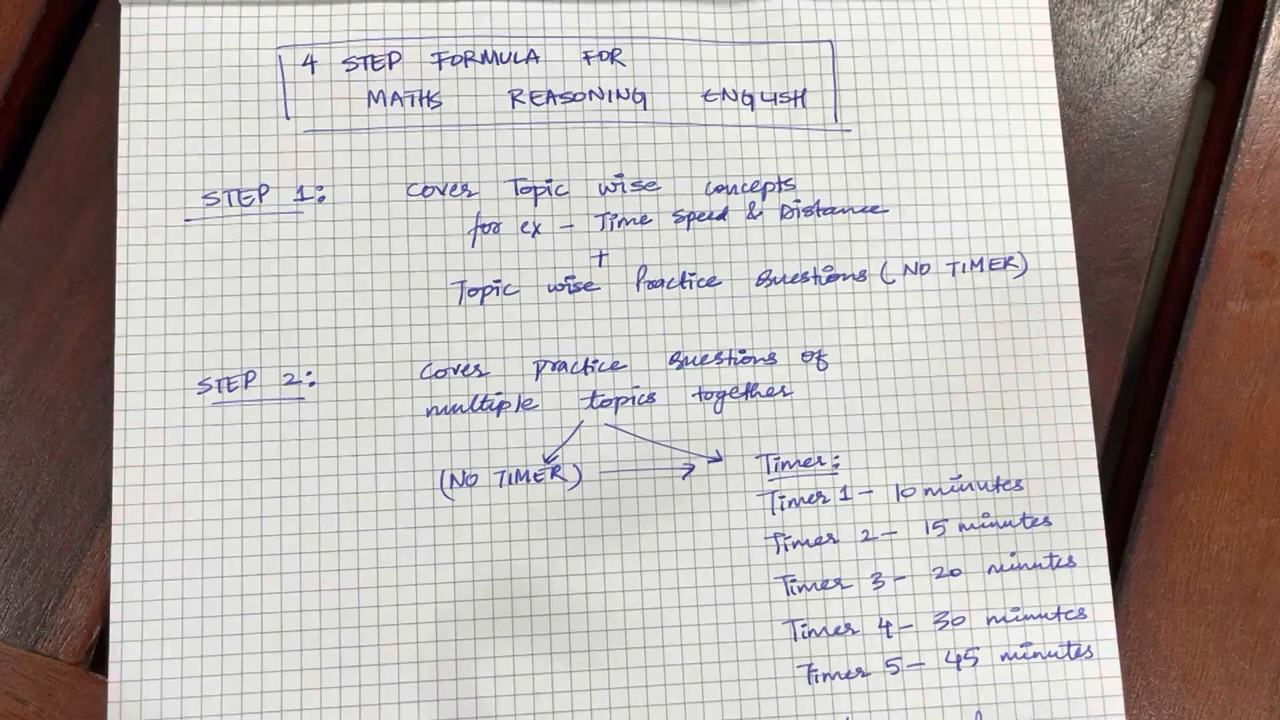 4 STEP FORMULA FOR
MATHS REASONING ENGLISH
STEP 1: Cover Topic wise concepts
for ex - Time Speed & Distance
+
Topic wise Practice Questions (NO TIMER)
STEP 2: Cover practice Questions of
multiple topics together
(NO TIMER)
Timer:
Timer 1 - 10 minutes
Timer 2 - 15 minutes
Timer 3 - 20 minutes
Timer 4 - 30 minutes
Timer 5 - 45 minutes